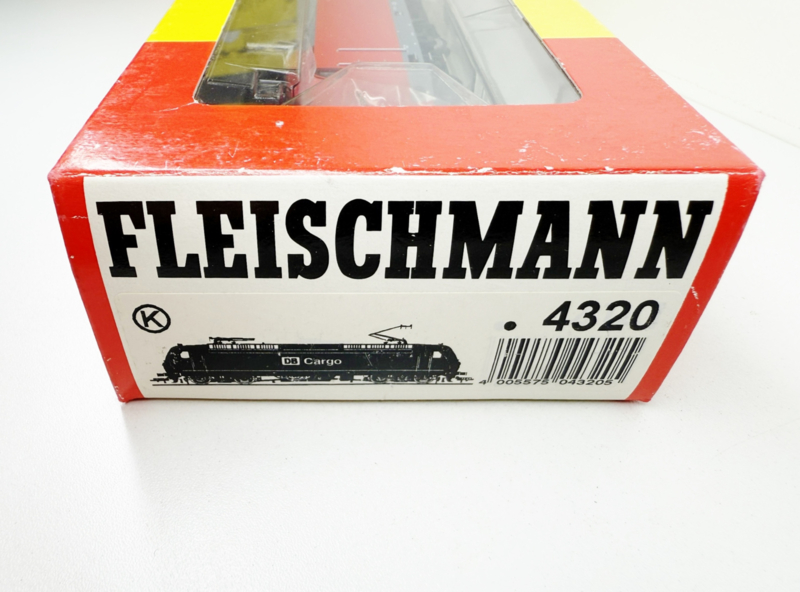 FLEISCHMANN
K
. 4320
DB Cargo
4 005575 043205